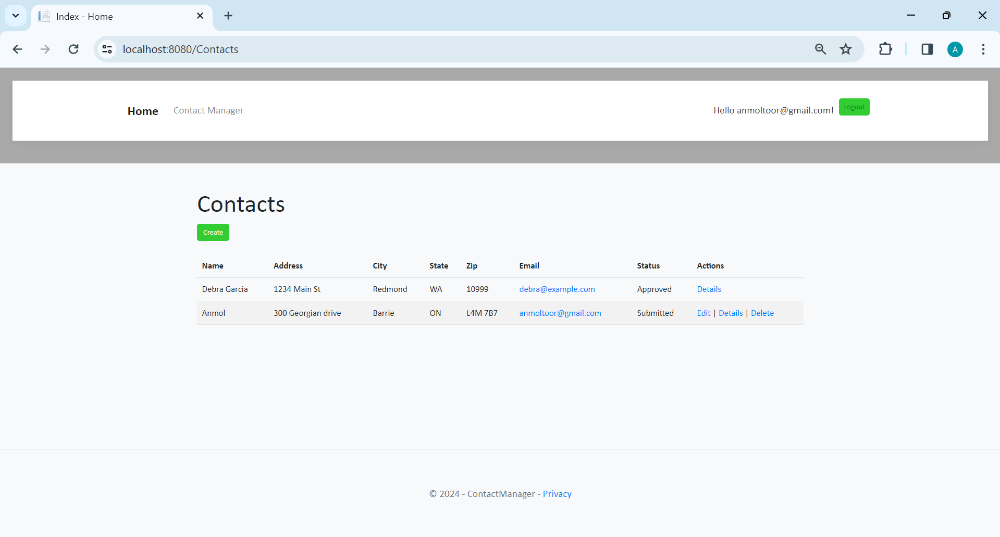 Index - Home
localhost:8080/Contacts
A
Home Contact Manager Hello anmoltoor@gmail.com! Logout
Contacts
Create
Name Address City State Zip Email Status Actions
Debra Garcia 1234 Main St Redmond WA 10999 debra@example.com Approved Details
Anmol 300 Georgian drive Barrie ON L4M 7B7 anmoltoor@gmail.com Submitted Edit | Details | Delete
© 2024 - ContactManager - Privacy